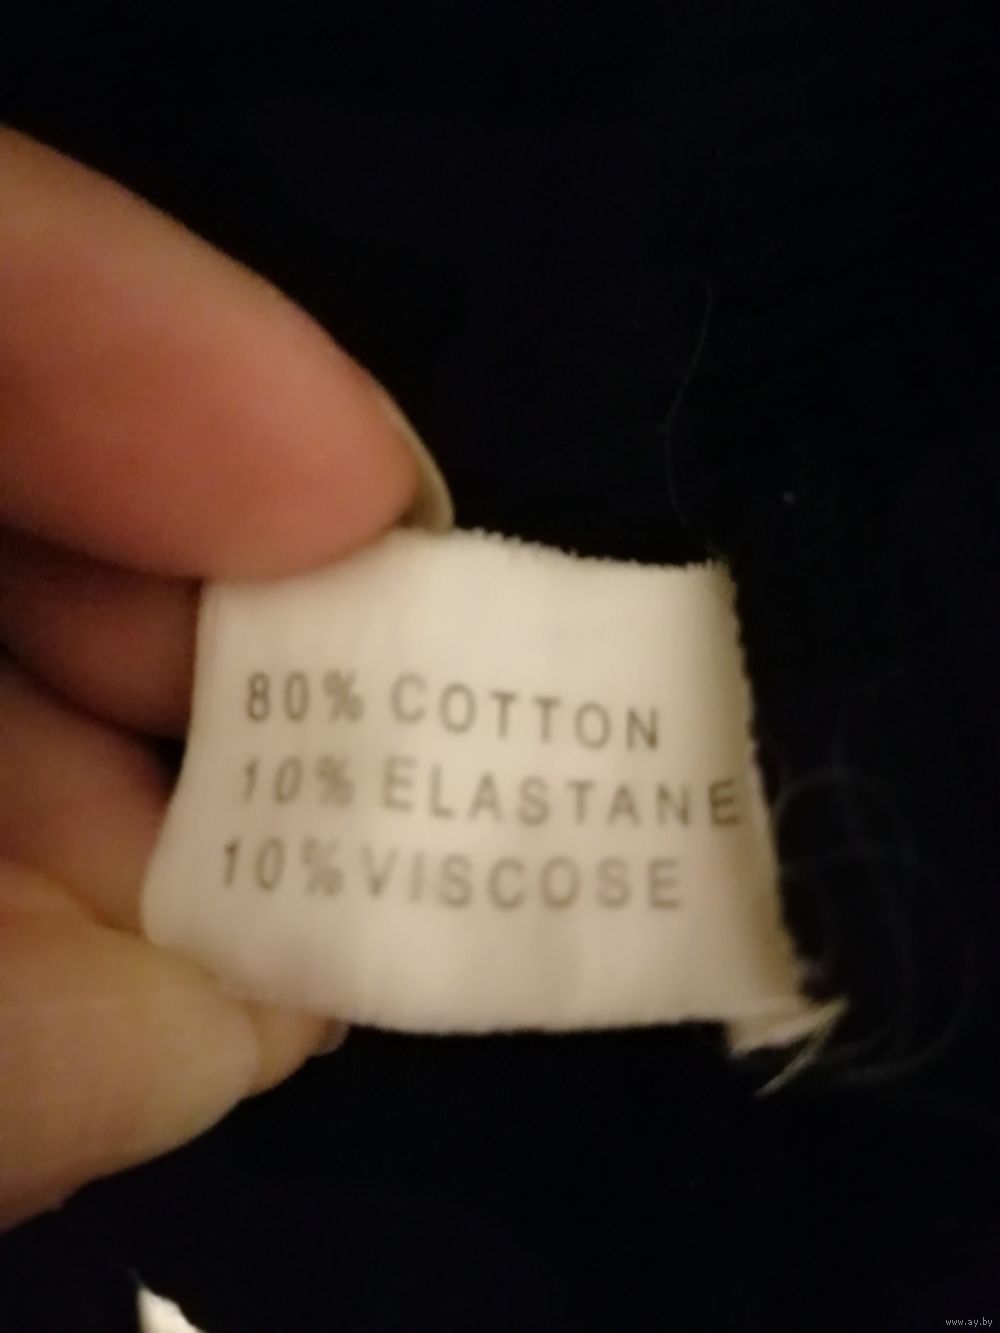 80% COTTON
10% ELASTANE
10% VISCOSE
www.ay.by